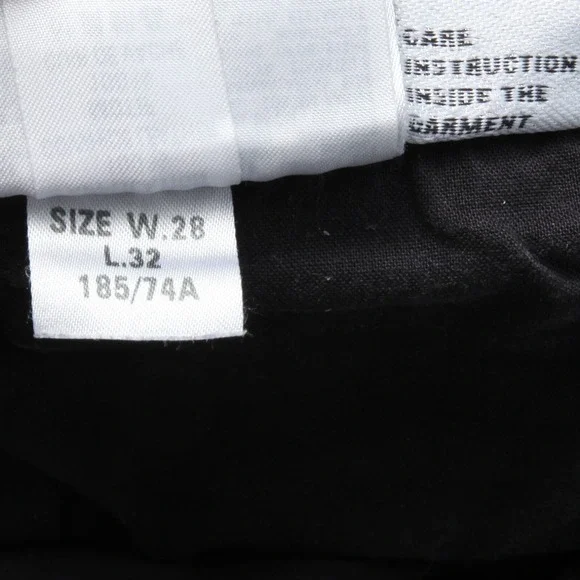 CARE
INSTRUCTION
INSIDE THE
GARMENT
SIZE W.28
L.32
185/74A